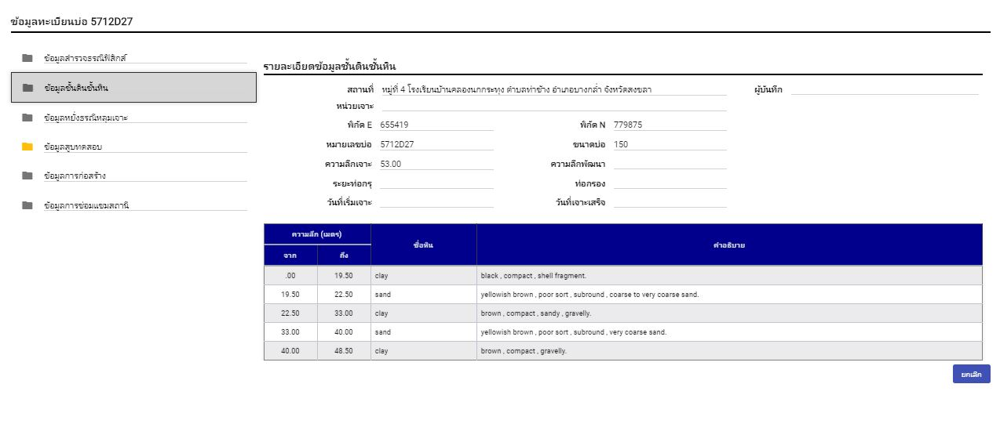 ข้อมูลทะเบียนบ่อ 5712D27
ข้อมูลสำรวจธรณีฟิสิกส์
ข้อมูลชั้นดินชั้นหิน
ข้อมูลหยั่งธรณีหลุมเจาะ
ข้อมูลสูบทดสอบ
ข้อมูลการก่อสร้าง
ข้อมูลการซ่อมแซมสถานี
รายละเอียดข้อมูลชั้นดินชั้นหิน
สถานที่ หมู่ที่ 4 โรงเรียนบ้านคลองนกกระทุง ตำบลท่าช้าง อำเภอบางกล่ำ จังหวัดสงขลา ผู้บันทึก
หน่วยเจาะ
พิกัด E 655419 พิกัด N 779875
หมายเลขบ่อ 5712D27 ขนาดบ่อ 150
ความลึกเจาะ 53.00 ความลึกพัฒนา
ระยะท่อกรุ ท่อกรอง
วันที่เริ่มเจาะ วันที่เจาะเสร็จ
ความลึก (เมตร) ชื่อหิน คำอธิบาย
จาก ถึง
.00 19.50 clay black , compact , shell fragment.
19.50 22.50 sand yellowish brown , poor sort , subround , coarse to very coarse sand.
22.50 33.00 clay brown , compact , sandy , gravelly.
33.00 40.00 sand yellowish brown , poor sort , subround , very coarse sand.
40.00 48.50 clay brown , compact , gravelly.
ยกเลิก